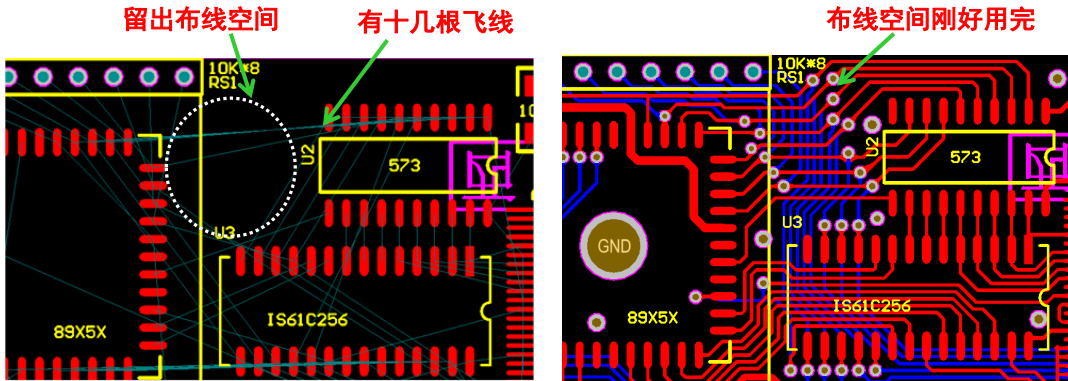 留出布线空间
有十几根飞线
布线空间刚好用完
10K*8
RS1
10
U2
573
U3
89X5X
IS61C256
10K*8
RS1
U2
573
U3
GND
89X5X
IS61C256